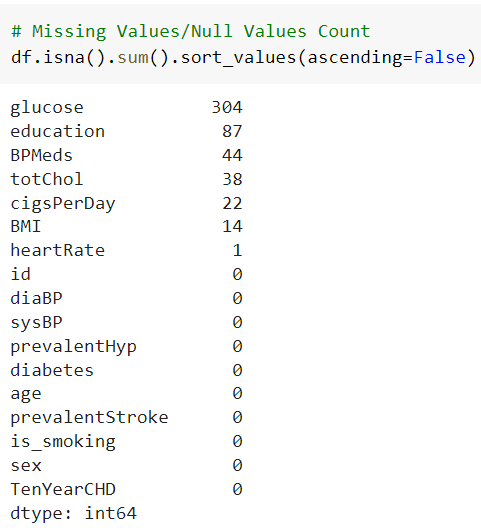 # Missing Values/Null Values Count
df.isna().sum().sort_values(ascending=False)
glucose 304
education 87
BPMeds 44
totChol 38
cigsPerDay 22
BMI 14
heartRate 1
id 0
diaBP 0
sysBP 0
prevalentHyp 0
diabetes 0
age 0
prevalentStroke 0
is_smoking 0
sex 0
TenYearCHD 0
dtype: int64